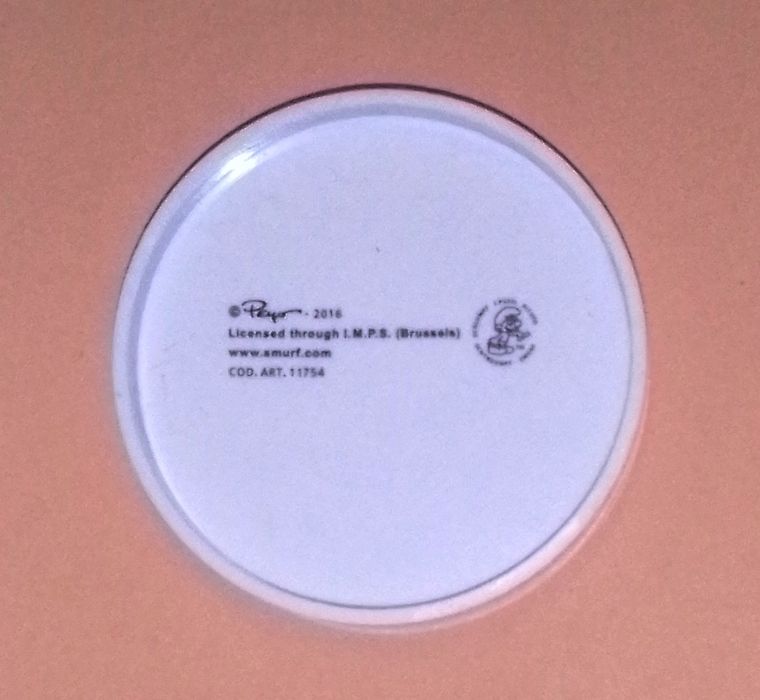 © Peyo - 2016
Licensed through I.M.P.S. (Brussels)
www.smurf.com
COD. ART. 11754